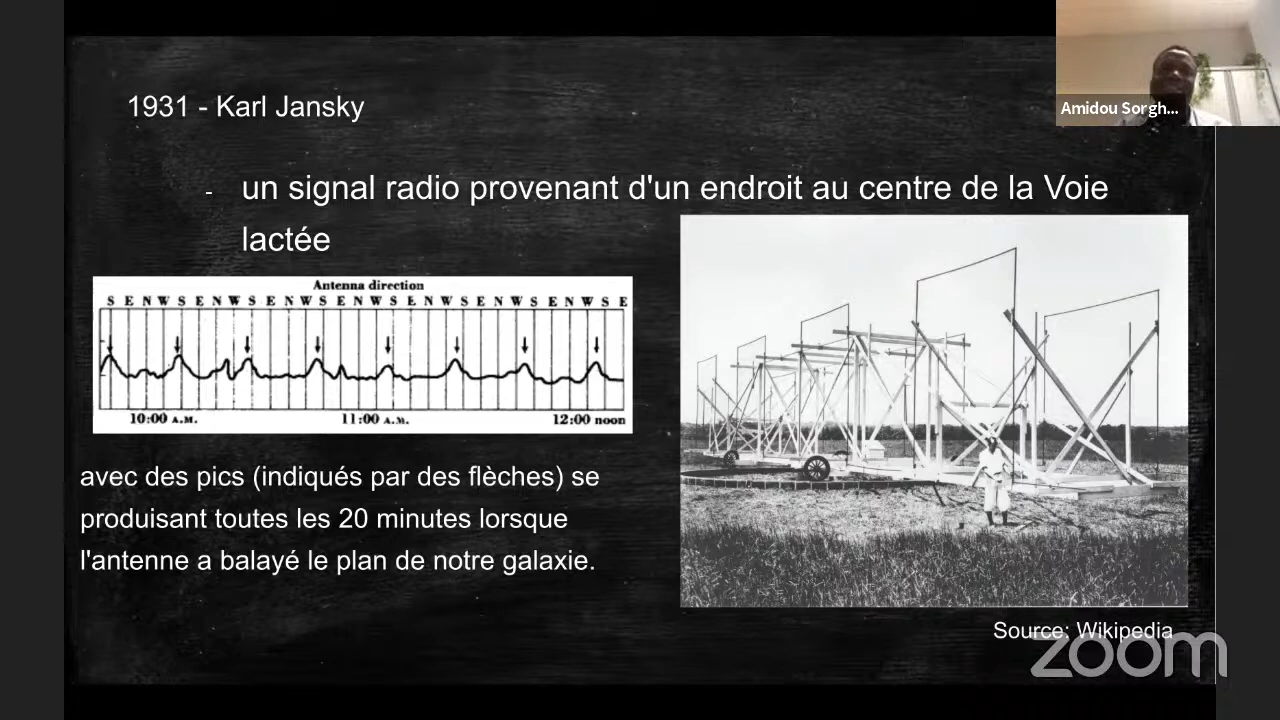 1931 - Karl Jansky
Amidou Sorgh...
- un signal radio provenant d'un endroit au centre de la Voie
lactée
Antenna direction
S E N W S E N W S E N W S E N W S E N W S E N W S E N W S E
10:00 A.M. 11:00 A.M. 12:00 noon
avec des pics (indiqués par des flèches) se
produisant toutes les 20 minutes lorsque
l'antenne a balayé le plan de notre galaxie.
Source: Wikipedia
zoom